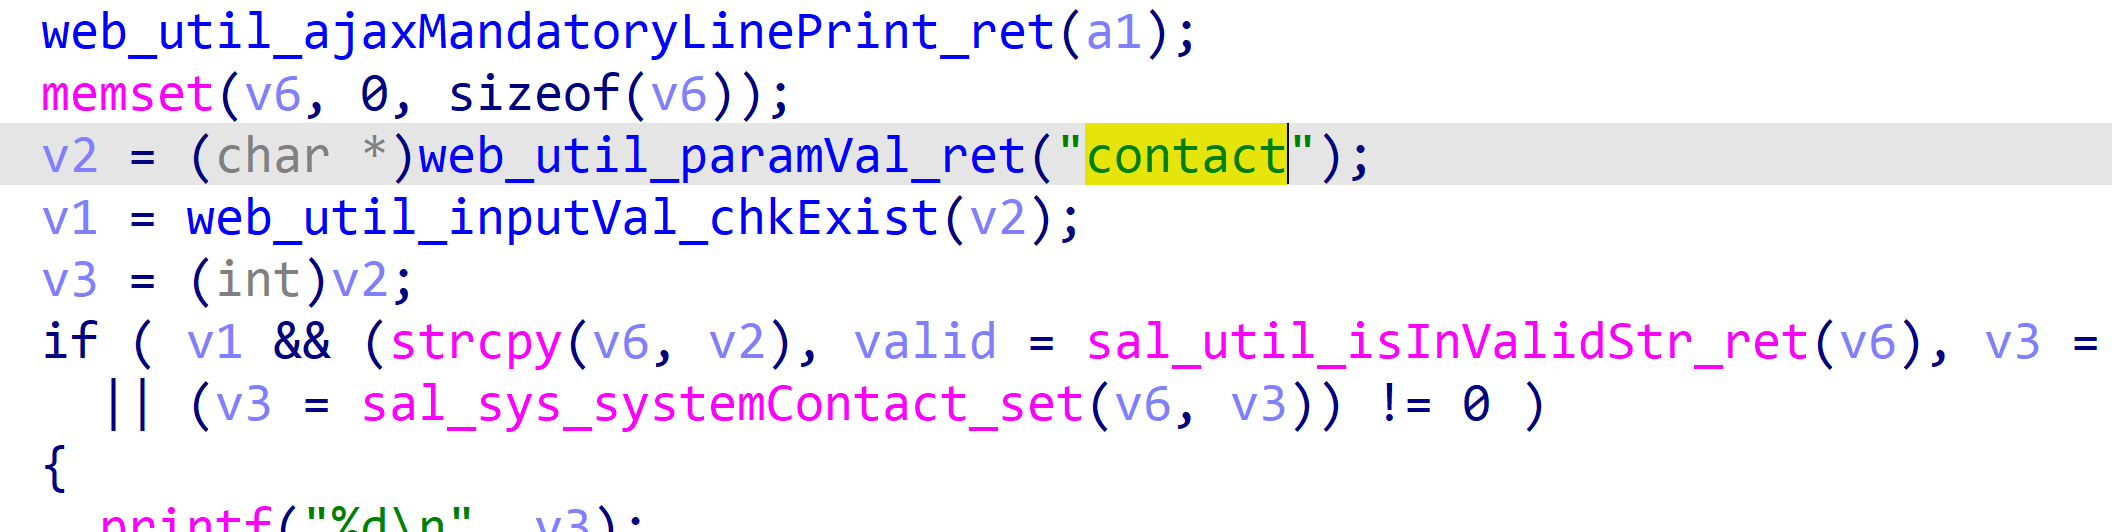 web_util_ajaxMandatoryLinePrint_ret(a1);
memset(v6, 0, sizeof(v6));
v2 = (char *)web_util_paramVal_ret("contact");
v1 = web_util_inputVal_chkExist(v2);
v3 = (int)v2;
if ( v1 && (strcpy(v6, v2), valid = sal_util_isInValidStr_ret(v6), v3 =
|| (v3 = sal_sys_systemContact_set(v6, v3)) != 0 )
{
printf("%d\n", v3);